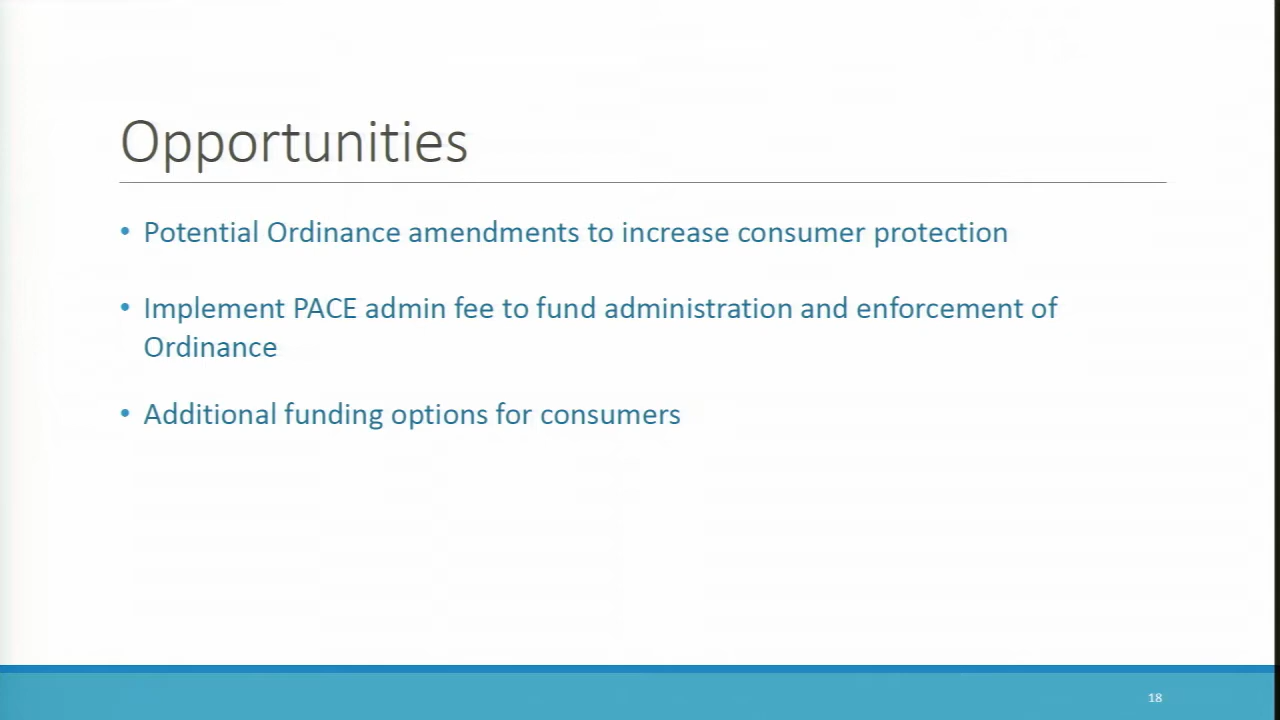 Opportunities
• Potential Ordinance amendments to increase consumer protection
• Implement PACE admin fee to fund administration and enforcement of
Ordinance
• Additional funding options for consumers
18